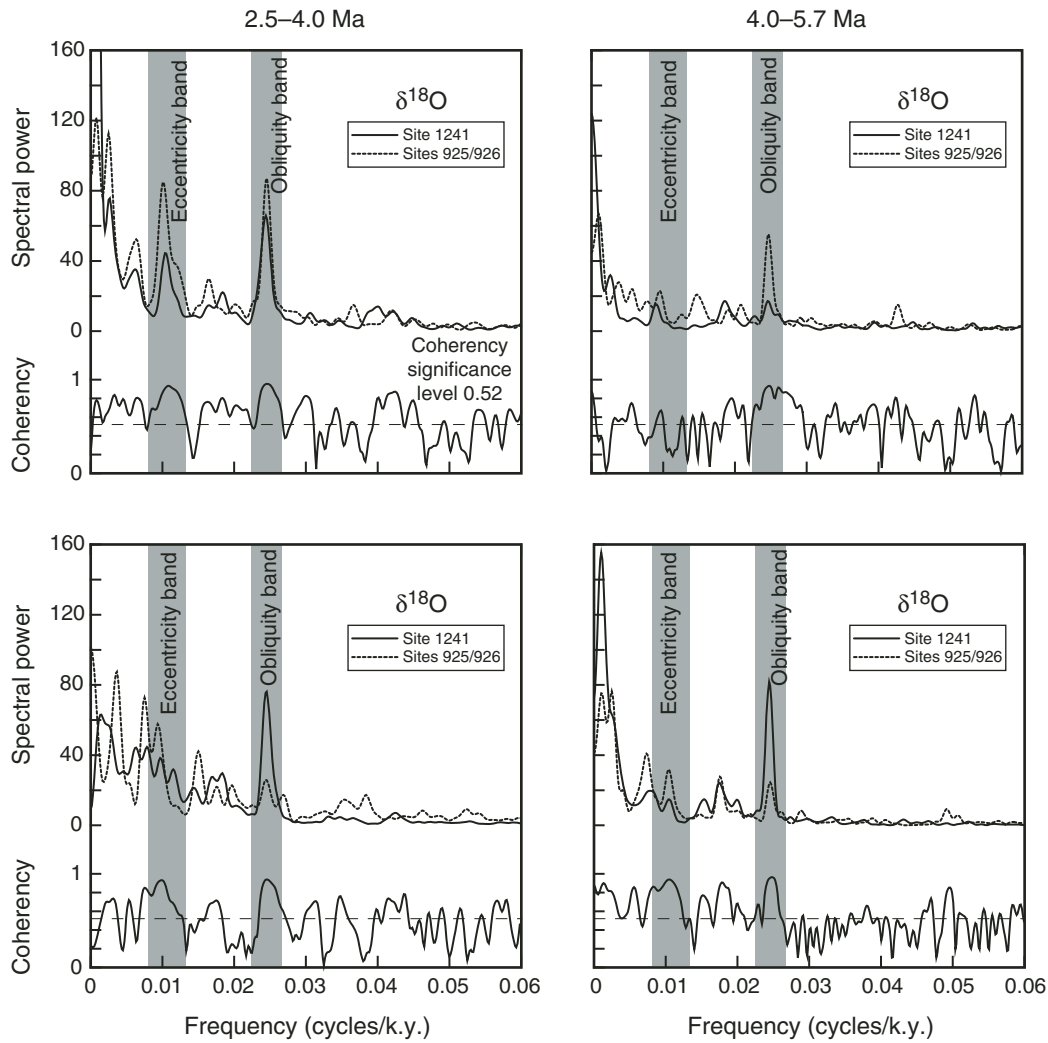 2.5–4.0 Ma
4.0–5.7 Ma
Spectral power
160
120
80
40
0
Eccentricity band
Obliquity band
δ18O
Site 1241
Sites 925/926
Coherency
1
0
Coherency
significance
level 0.52
Eccentricity band
Obliquity band
δ18O
Site 1241
Sites 925/926
Spectral power
160
120
80
40
0
Eccentricity band
Obliquity band
δ18O
Site 1241
Sites 925/926
Coherency
1
0
0 0.01 0.02 0.03 0.04 0.05 0.06
Frequency (cycles/k.y.)
Eccentricity band
Obliquity band
δ18O
Site 1241
Sites 925/926
0 0.01 0.02 0.03 0.04 0.05 0.06
Frequency (cycles/k.y.)